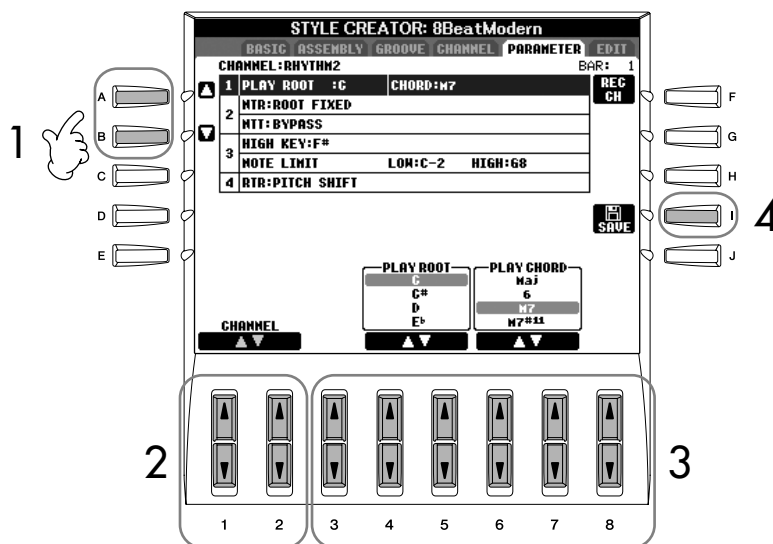 STYLE CREATOR: 8BeatModern
BASIC ASSEMBLY GROOVE CHANNEL PARAMETER EDIT
CHANNEL:RHYTHM2 BAR: 1
1 PLAY ROOT :C CHORD:M7 REC CH
2 NTR:ROOT FIXED
NTT:BYPASS
3 HIGH KEY:F#
NOTE LIMIT LOW:C-2 HIGH:G8
4 RTR:PITCH SHIFT
SAVE
PLAY ROOT PLAY CHORD
C Maj
C# 6
D M7
E♭ M7#11
CHANNEL
A
B
C
D
E
F
G
H
I
J
1
4
2
3
1 2 3 4 5 6 7 8